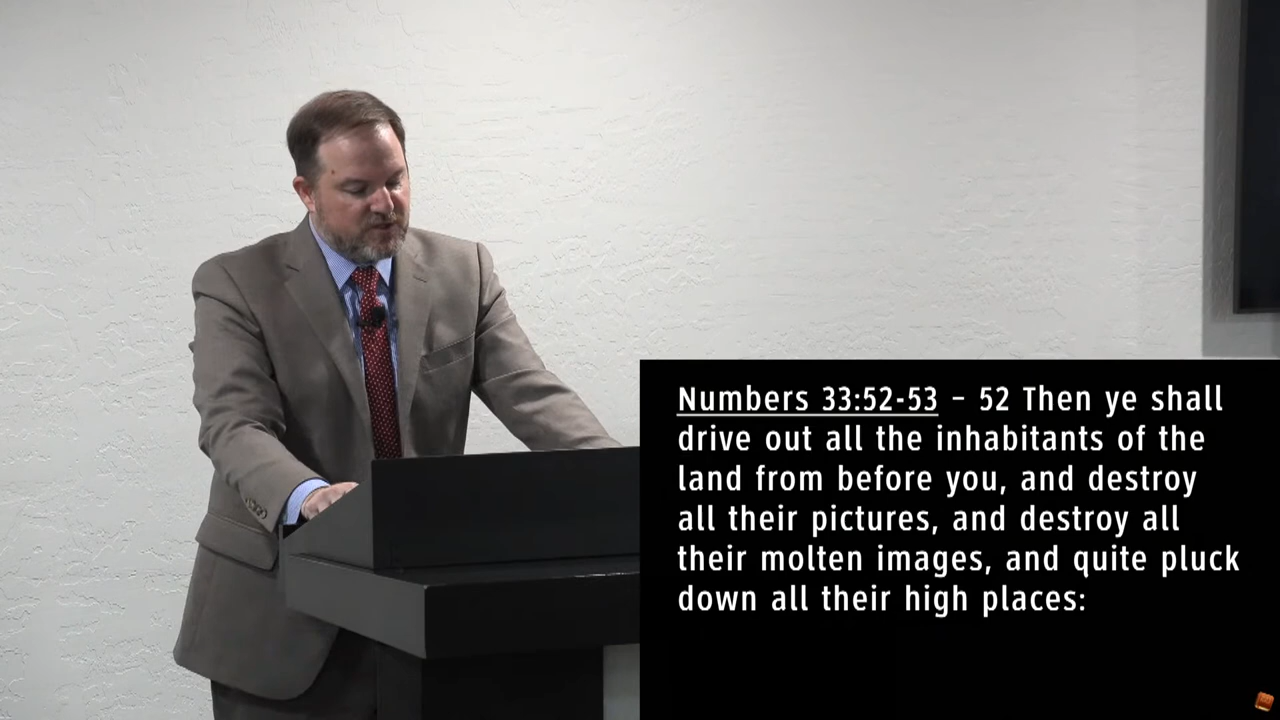 Numbers 33:52-53 – 52 Then ye shall
drive out all the inhabitants of the
land from before you, and destroy
all their pictures, and destroy all
their molten images, and quite pluck
down all their high places: